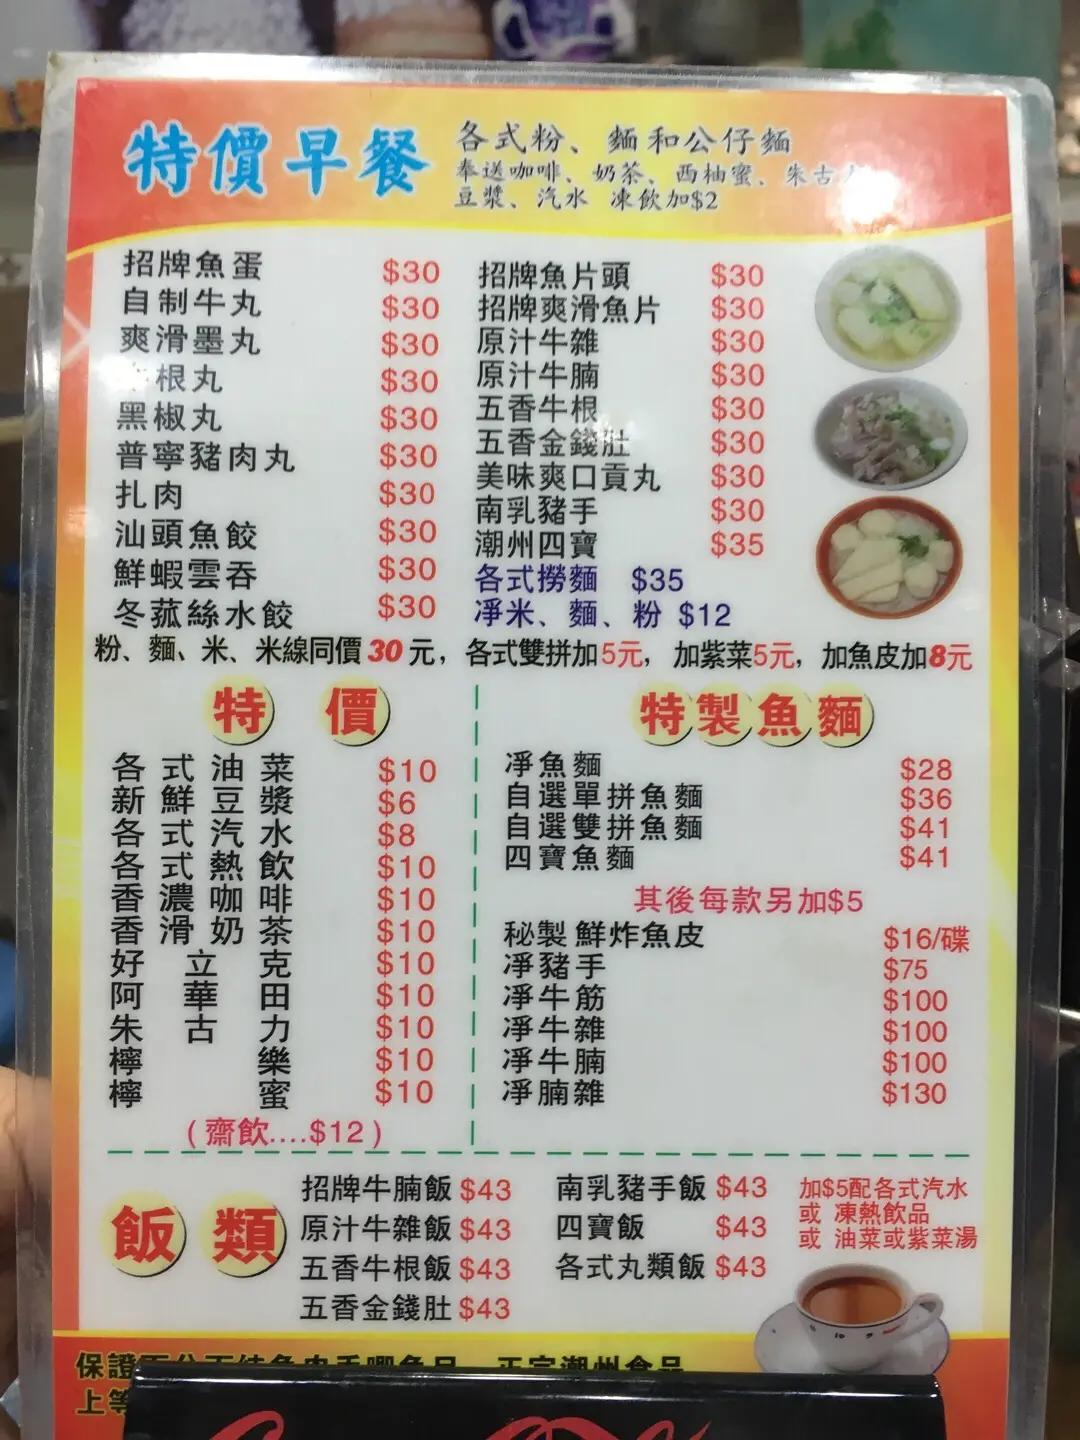 特價早餐
各式粉、麵和公仔麵
奉送咖啡、奶茶、西柚蜜、朱古
豆漿、汽水 凍飲加$2
招牌魚蛋 $30
自制牛丸 $30
爽滑墨丸 $30
根丸 $30
黑椒丸 $30
普寧豬肉丸 $30
扎肉 $30
汕頭魚餃 $30
鮮蝦雲吞 $30
冬菰絲水餃 $30
招牌魚片頭 $30
招牌爽滑魚片 $30
原汁牛雜 $30
原汁牛腩 $30
五香牛根 $30
五香金錢肚 $30
美味爽口貢丸 $30
南乳豬手 $30
潮州四寶 $35
各式撈麵 $35
凈米、麵、粉 $12
粉、麵、米、米線同價30元，各式雙拼加5元，加紫菜5元，加魚皮加8元
特價
各式油菜 $10
新鮮豆漿 $6
各式汽水 $8
各式熱飲 $10
香濃咖啡 $10
香滑奶茶 $10
好立克 $10
阿華田 $10
朱古力 $10
檸樂 $10
檸蜜 $10
(齋飲....$12)
特製魚麵
凈魚麵 $28
自選單拼魚麵 $36
自選雙拼魚麵 $41
四寶魚麵 $41
其後每款另加$5
秘製鮮炸魚皮 $16/碟
凈豬手 $75
凈牛筋 $100
凈牛雜 $100
凈牛腩 $100
凈腩雜 $130
飯類
招牌牛腩飯 $43
原汁牛雜飯 $43
五香牛根飯 $43
五香金錢肚 $43
南乳豬手飯 $43
四寶飯 $43
各式丸類飯 $43
加$5配各式汽水
或 凍熱飲品
或 油菜或紫菜湯
保證 正宗潮州食品
上等